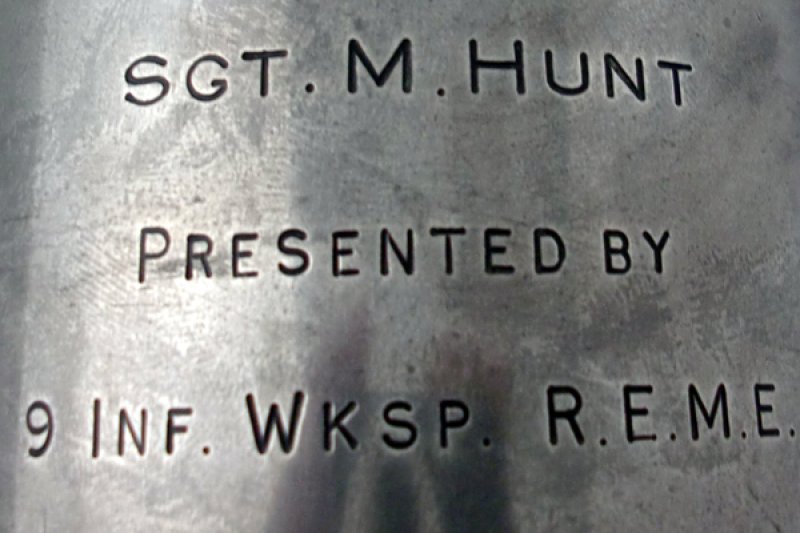 SGT. M. HUNT
PRESENTED BY
9 INF. WKSP. R.E.M.E.